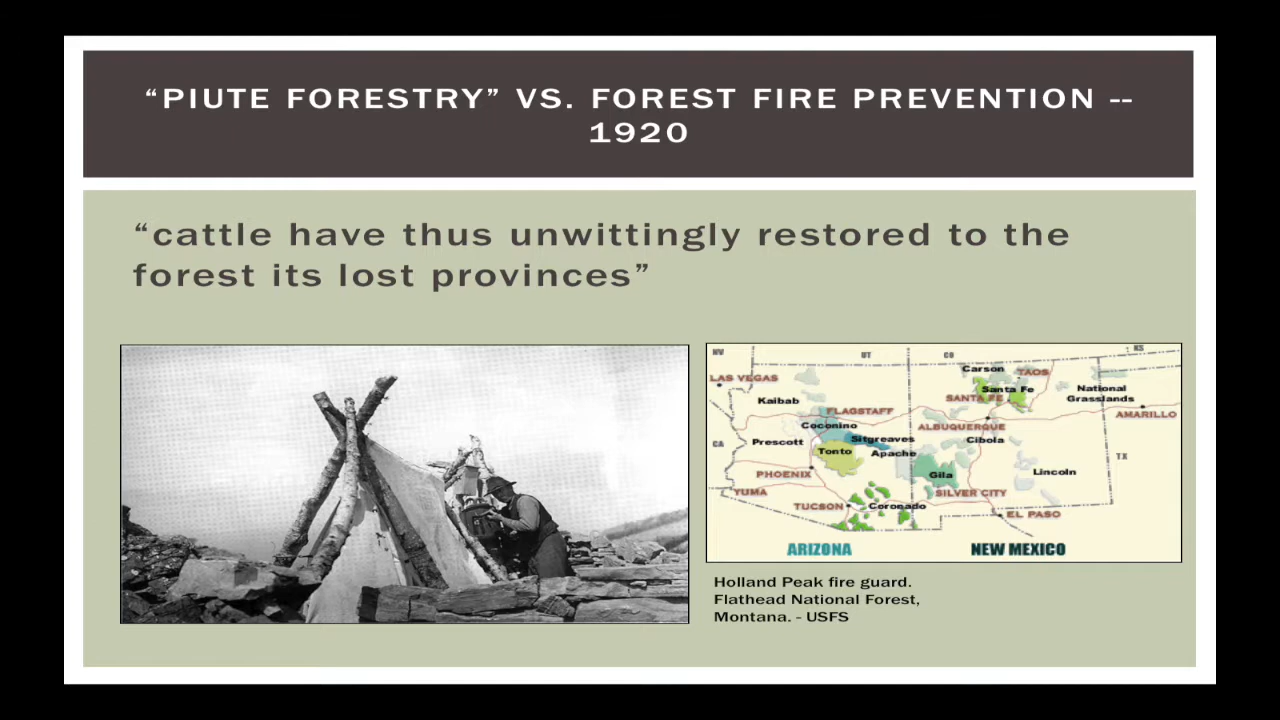 “PIUTE FORESTRY” VS. FOREST FIRE PREVENTION --
1920
“cattle have thus unwittingly restored to the
forest its lost provinces”
NV
UT
CO
KS
Carson
TAOS
LAS VEGAS
Santa Fe
National
Grasslands
Kaibab
SANTA FE
FLAGSTAFF
AMARILLO
Coconino
ALBUQUERQUE
CA
Prescott
Sitgreaves
Cibola
Tonto
Apache
TX
PHOENIX
Gila
Lincoln
YUMA
SILVER CITY
TUCSON
Coronado
EL PASO
ARIZONA
NEW MEXICO
Holland Peak fire guard.
Flathead National Forest,
Montana. - USFS